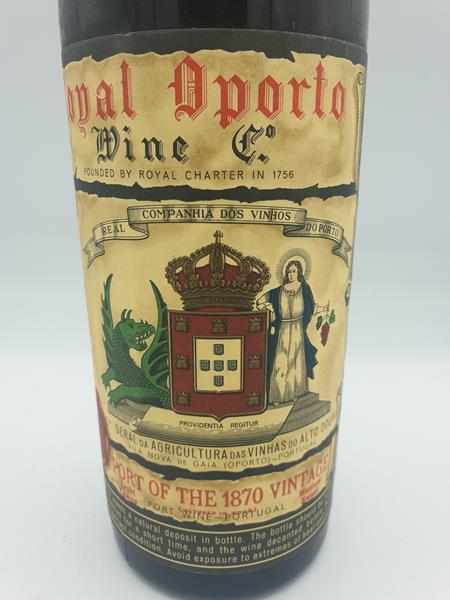 oyal Oporto
Wine Cº.
FOUNDED BY ROYAL CHARTER IN 1756
REAL COMPANHIA DOS VINHOS DO PORTO
PROVIDENTIA REGITUR
GERAL DA AGRICULTURA DAS VINHAS DO ALTO DOU
VILA NOVA DE GAIA (OPORTO)—PORTUGAL
PORT OF THE 1870 VINTAGE
PORT WINE—PORTUGAL
a natural deposit in bottle. The bottle should
for a short time, and the wine decanted
condition. Avoid exposure to extremes of